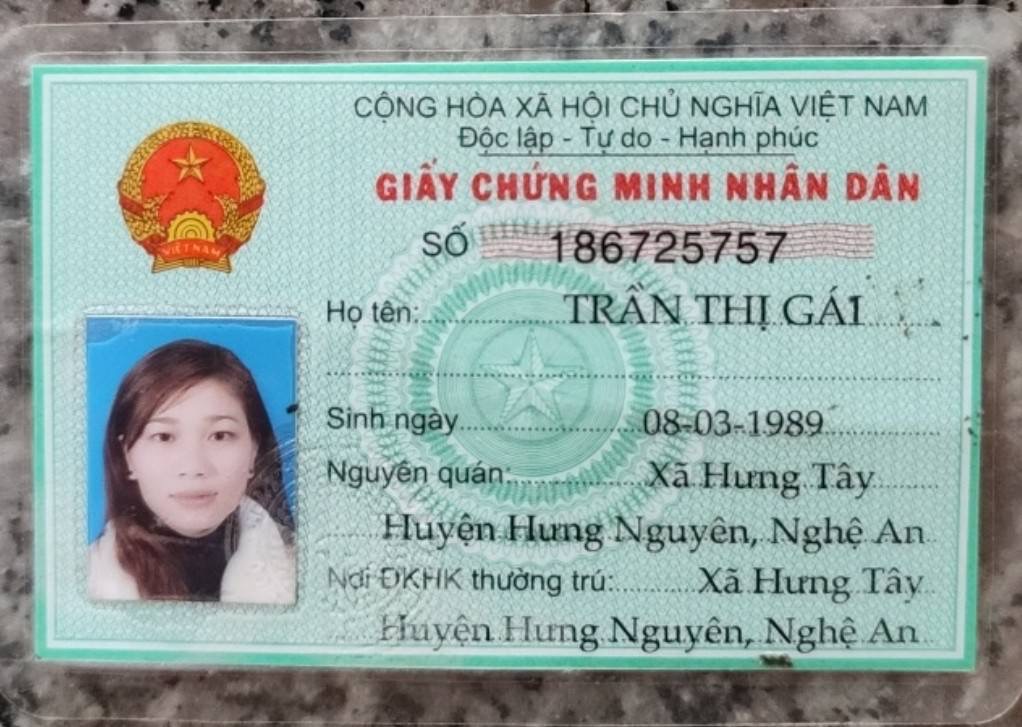 CỘNG HÒA XÃ HỘI CHỦ NGHĨA VIỆT NAM
Độc lập - Tự do - Hạnh phúc
GIẤY CHỨNG MINH NHÂN DÂN
SỐ 186725757
VIỆT NAM
Họ tên: TRẦN THỊ GÁI
Sinh ngày 08-03-1989
Nguyên quán: Xã Hưng Tây
Huyện Hưng Nguyên, Nghệ An
Nơi ĐKHK thường trú: Xã Hưng Tây
Huyện Hưng Nguyên, Nghệ An